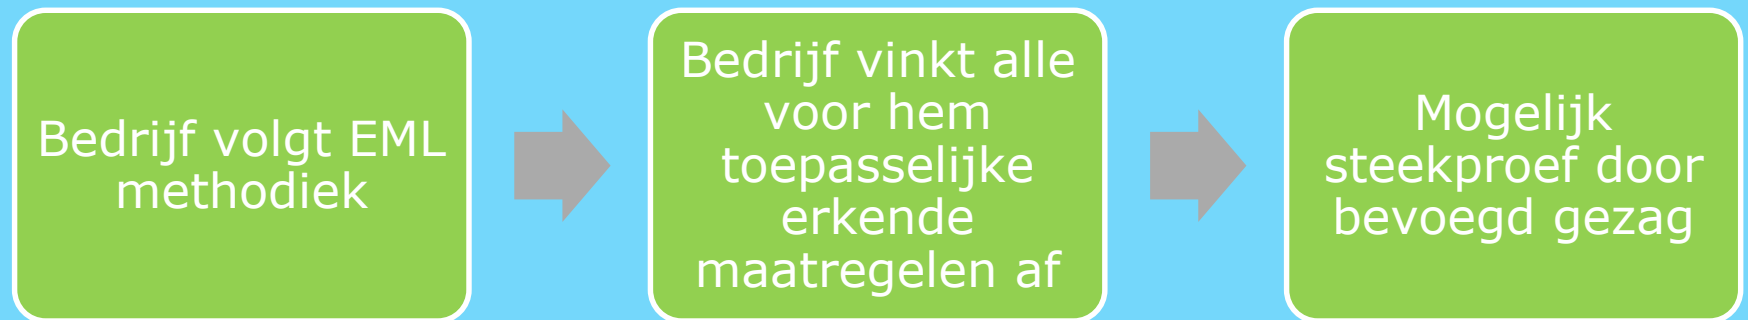 Bedrijf volgt EML
methodiek
Bedrijf vinkt alle
voor hem
toepasselijke
erkende
maatregelen af
Mogelijk
steekproef door
bevoegd gezag